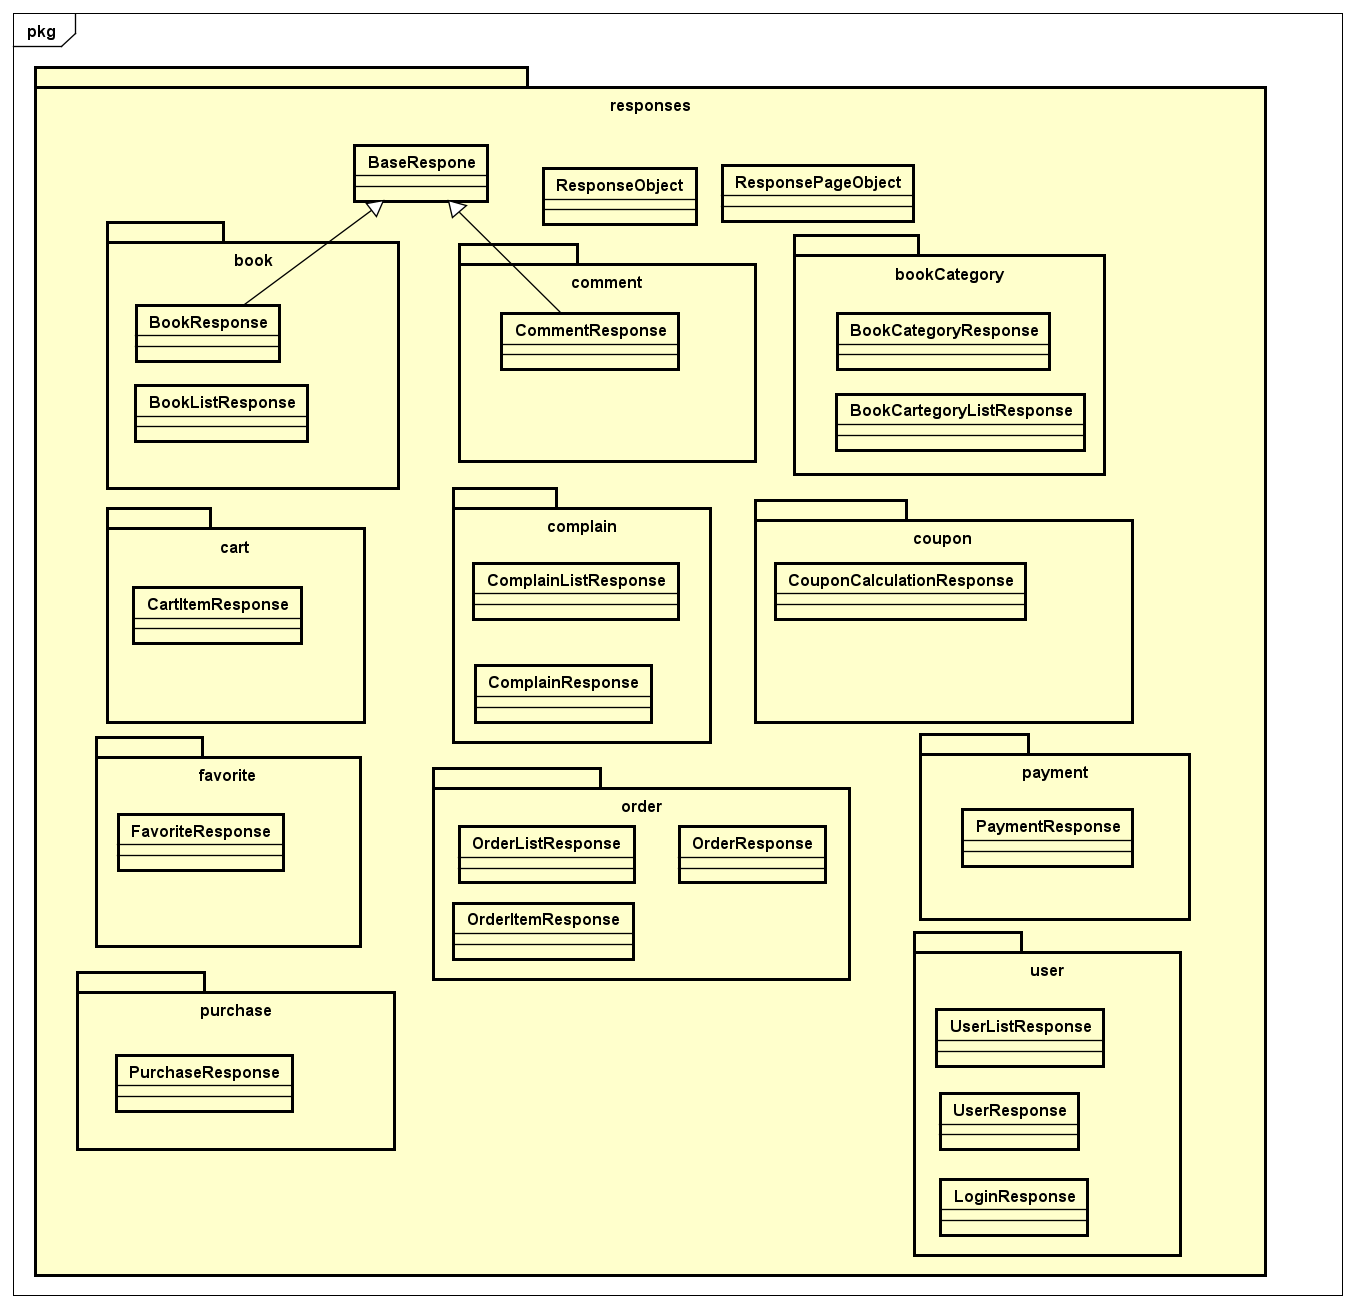 pkg
responses
BaseRespone
ResponseObject
ResponsePageObject
book
BookResponse
BookListResponse
comment
CommentResponse
bookCategory
BookCategoryResponse
BookCartegoryListResponse
cart
CartItemResponse
complain
ComplainListResponse
ComplainResponse
coupon
CouponCalculationResponse
favorite
FavoriteResponse
order
OrderListResponse
OrderResponse
OrderItemResponse
payment
PaymentResponse
purchase
PurchaseResponse
user
UserListResponse
UserResponse
LoginResponse